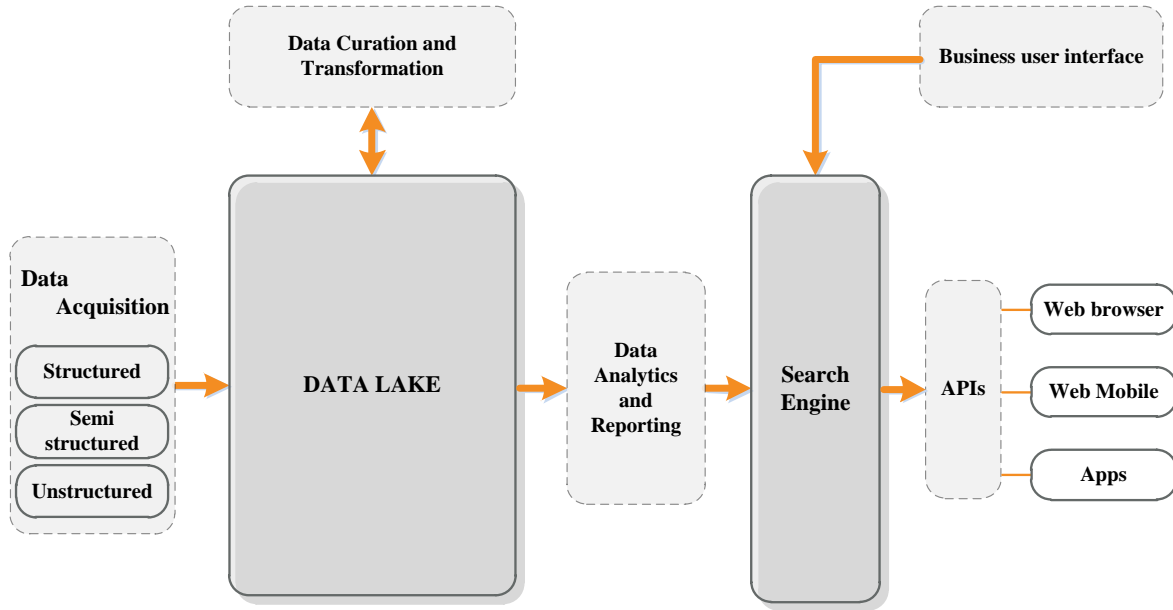 Data Curation and
Transformation
Business user interface
Data
Acquisition
Structured
Semi
structured
Unstructured
DATA LAKE
Data
Analytics
and
Reporting
Search
Engine
APIs
Web browser
Web Mobile
Apps